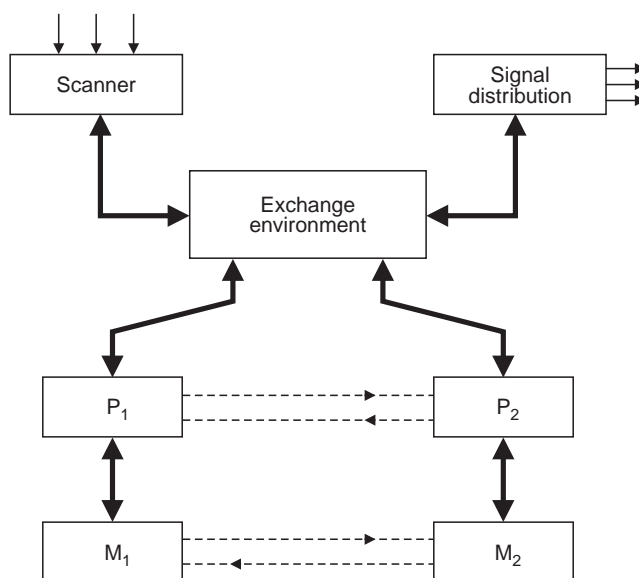 Scanner
Signal
distribution
Exchange
environment
P₁
P₂
M₁
M₂